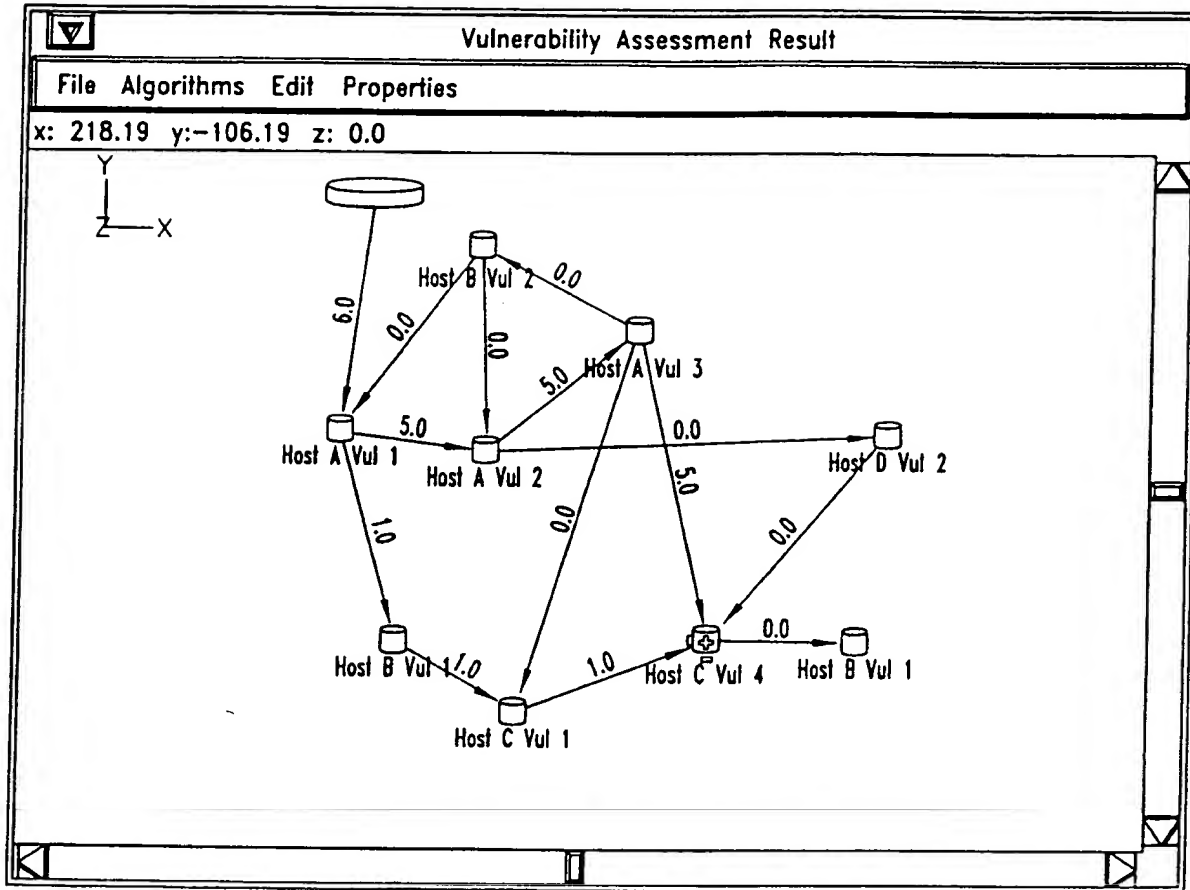 Vulnerability Assessment Result
File Algorithms Edit Properties
x: 218.19 y:-106.19 z: 0.0
Y
Z X
Host B Vul 2
0.0
6.0
0.0
0.0
Host A Vul 3
5.0
5.0
0.0
Host A Vul 1
Host A Vul 2
Host D Vul 2
5.0
0.0
1.0
0.0
Host B Vul 1
1.0
1.0
0.0
Host C Vul 4
Host B Vul 1
Host C Vul 1